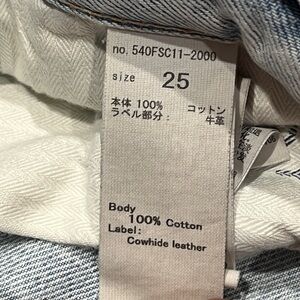 no. 540FSC11-2000
size 25
本体 100% コットン
ラベル部分: 牛革
Body
100% Cotton
Label:
Cowhide leather